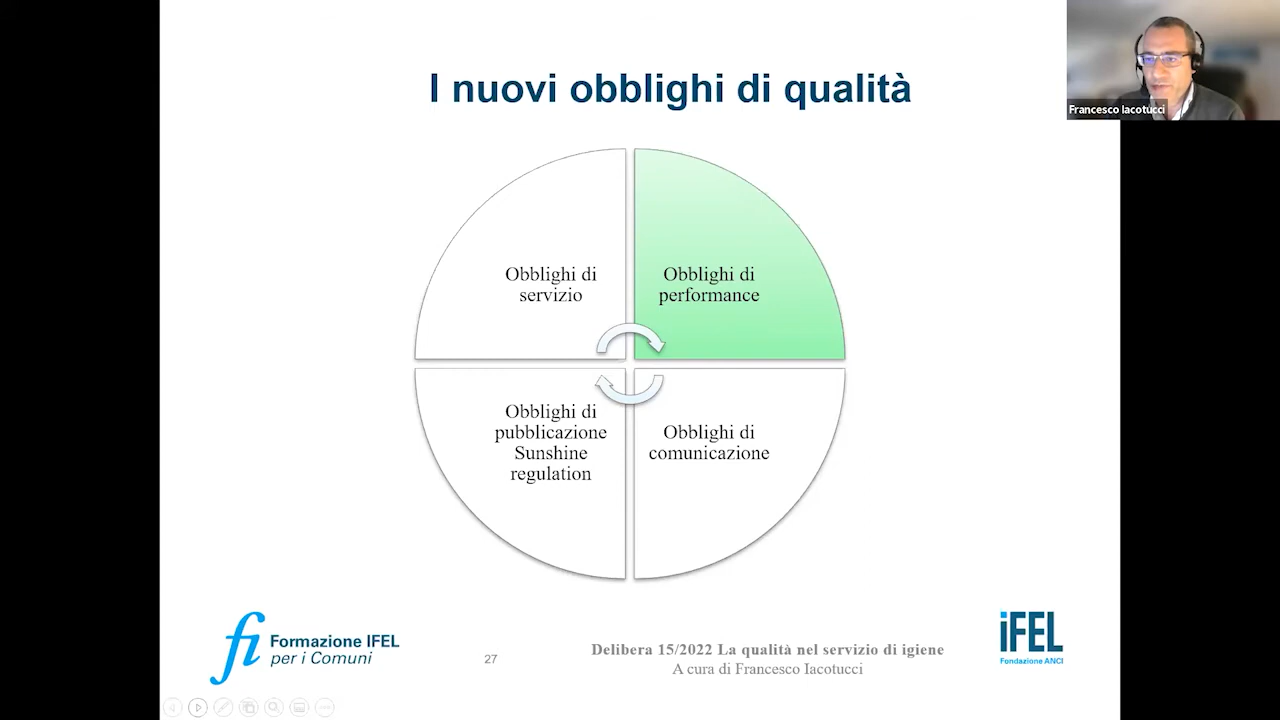 I nuovi obblighi di qualità
Francesco Iacotucci
Obblighi di
servizio
Obblighi di
performance
Obblighi di
pubblicazione
Sunshine
regulation
Obblighi di
comunicazione
fi Formazione IFEL
per i Comuni
27
Delibera 15/2022 La qualità nel servizio di igiene
A cura di Francesco Iacotucci
iFEL
Fondazione ANCI